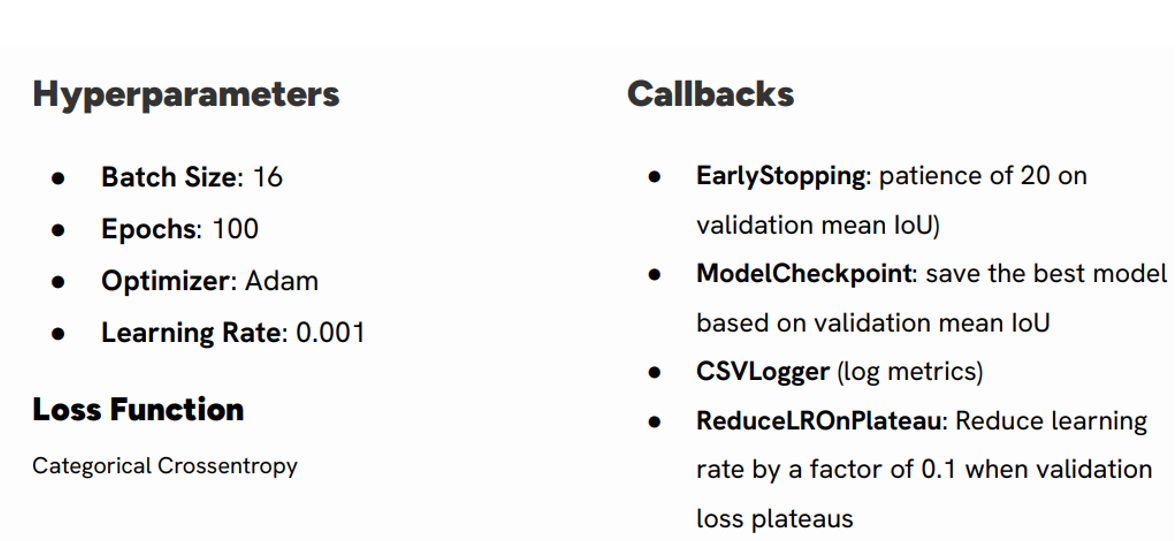 Hyperparameters
● Batch Size: 16
● Epochs: 100
● Optimizer: Adam
● Learning Rate: 0.001
Loss Function
Categorical Crossentropy
Callbacks
● EarlyStopping: patience of 20 on
validation mean IoU)
● ModelCheckpoint: save the best model
based on validation mean IoU
● CSVLogger (log metrics)
● ReduceLROnPlateau: Reduce learning
rate by a factor of 0.1 when validation
loss plateaus